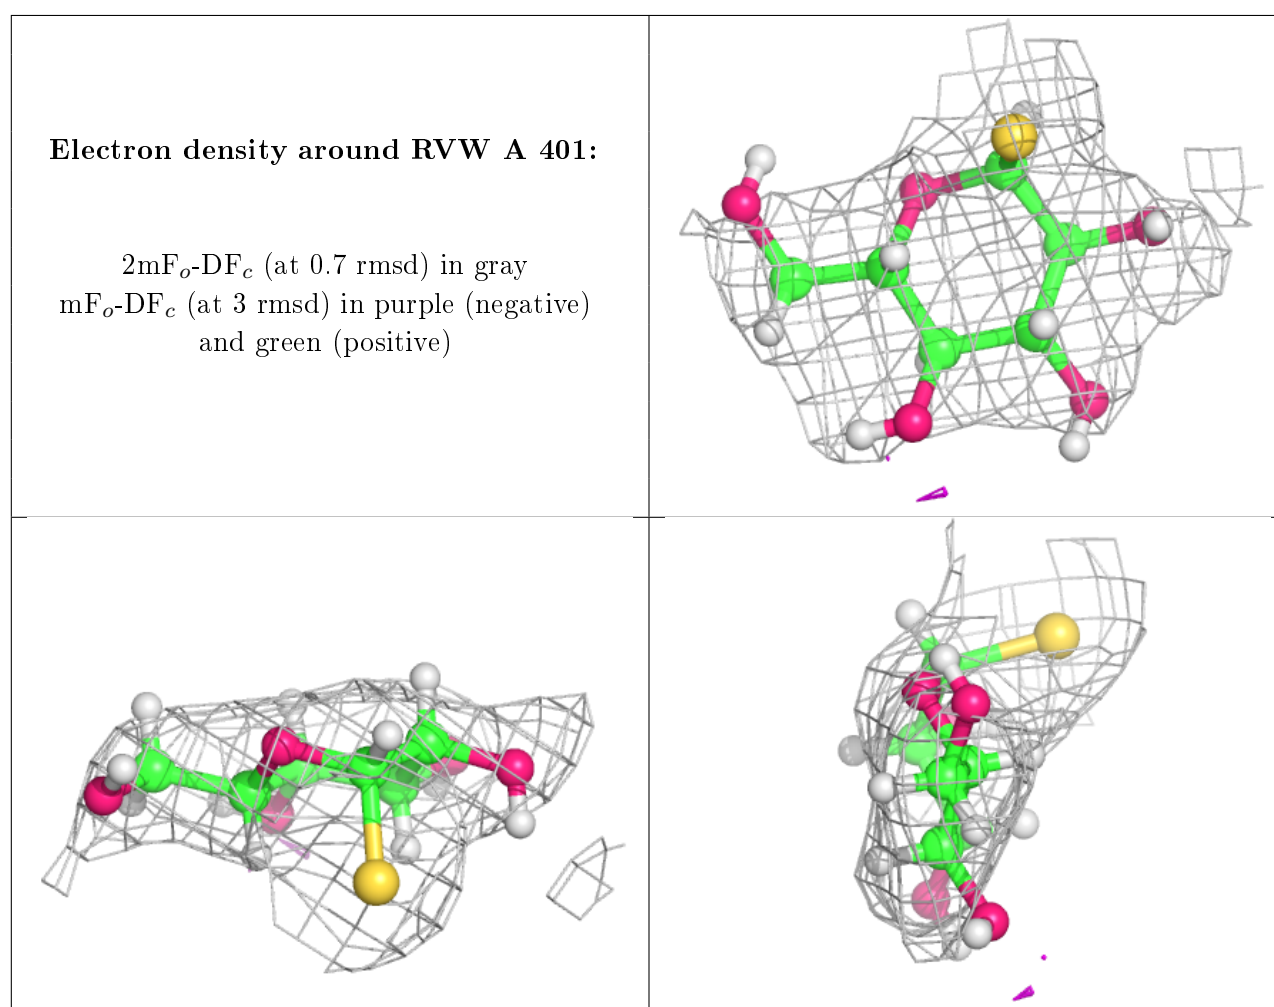 Electron density around RVW A 401:
2mFo-DFc (at 0.7 rmsd) in gray
mFo-DFc (at 3 rmsd) in purple (negative)
and green (positive)